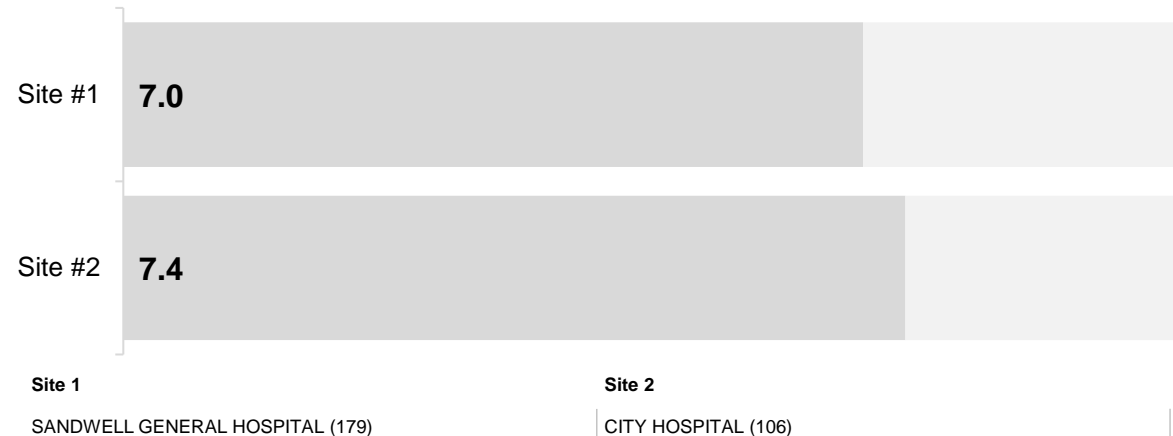 Site #1 7.0
Site #2 7.4
Site 1 Site 2
SANDWELL GENERAL HOSPITAL (179) CITY HOSPITAL (106)